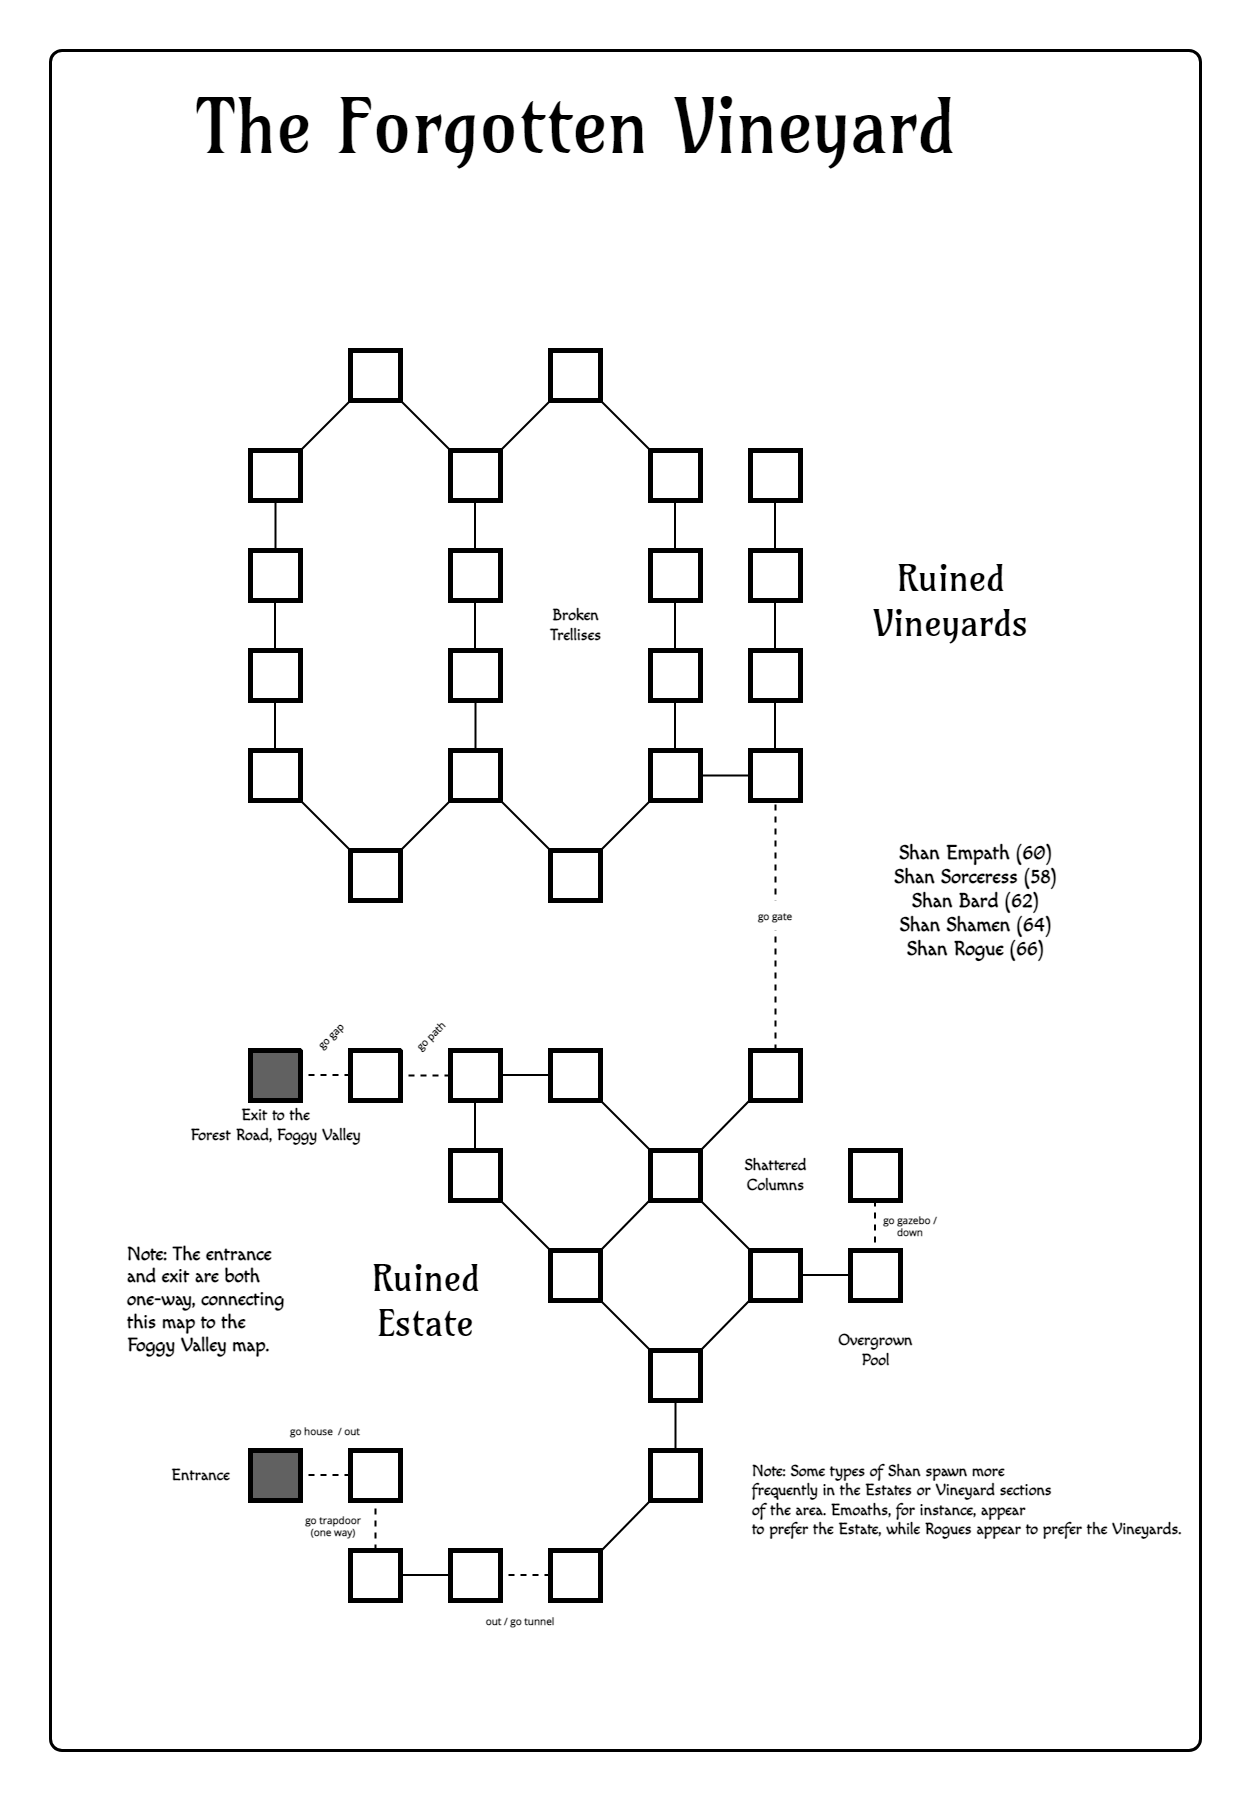 The Forgotten Vineyard
Broken
Trellises
Ruined
Vineyards
Shan Empath (60)
Shan Sorceress (58)
Shan Bard (62)
Shan Shamen (64)
Shan Rogue (66)
go gate
go gap
go path
Exit to the
Forest Road, Foggy Valley
Shattered
Columns
go gazebo /
down
Note: The entrance
and exit are both
one-way, connecting
this map to the
Foggy Valley map.
Ruined
Estate
Overgrown
Pool
go house / out
Entrance
go trapdoor
(one way)
out / go tunnel
Note: Some types of Shan spawn more
frequently in the Estates or Vineyard sections
of the area. Emoaths, for instance, appear
to prefer the Estate, while Rogues appear to prefer the Vineyards.